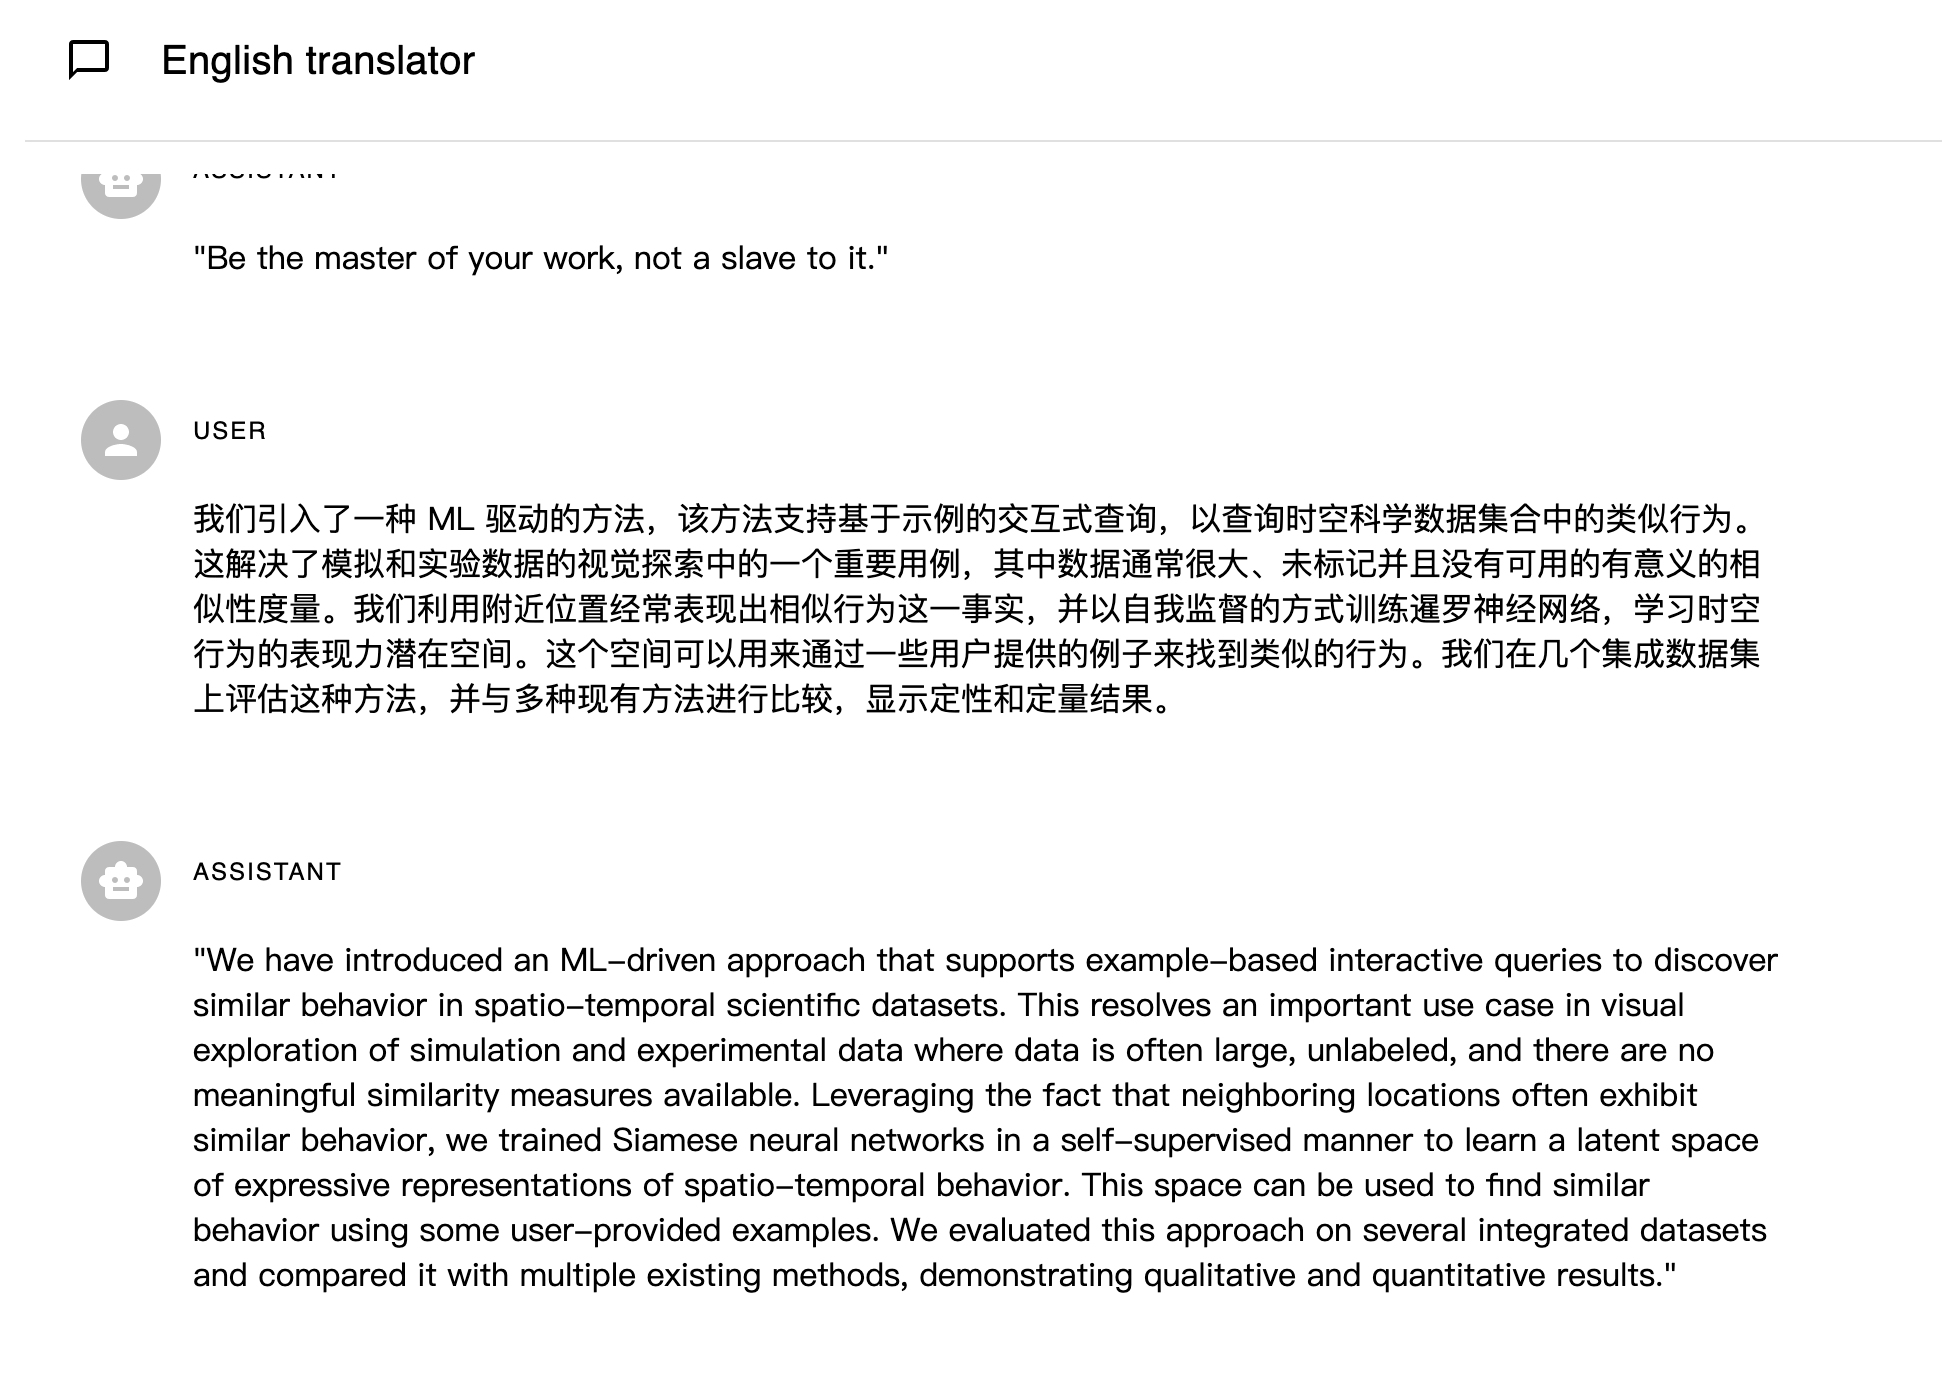 English translator
ASSISTANT
"Be the master of your work, not a slave to it."
USER
我们引入了一种 ML 驱动的方法，该方法支持基于示例的交互式查询，以查询时空科学数据集合中的类似行为。
这解决了模拟和实验数据的视觉探索中的一个重要用例，其中数据通常很大、未标记并且没有可用的有意义的相
似性度量。我们利用附近位置经常表现出相似行为这一事实，并以自我监督的方式训练暹罗神经网络，学习时空
行为的表现力潜在空间。这个空间可以用来通过一些用户提供的例子来找到类似的行为。我们在几个集成数据集
上评估这种方法，并与多种现有方法进行比较，显示定性和定量结果。
ASSISTANT
"We have introduced an ML-driven approach that supports example-based interactive queries to discover
similar behavior in spatio-temporal scientific datasets. This resolves an important use case in visual
exploration of simulation and experimental data where data is often large, unlabeled, and there are no
meaningful similarity measures available. Leveraging the fact that neighboring locations often exhibit
similar behavior, we trained Siamese neural networks in a self-supervised manner to learn a latent space
of expressive representations of spatio-temporal behavior. This space can be used to find similar
behavior using some user-provided examples. We evaluated this approach on several integrated datasets
and compared it with multiple existing methods, demonstrating qualitative and quantitative results."